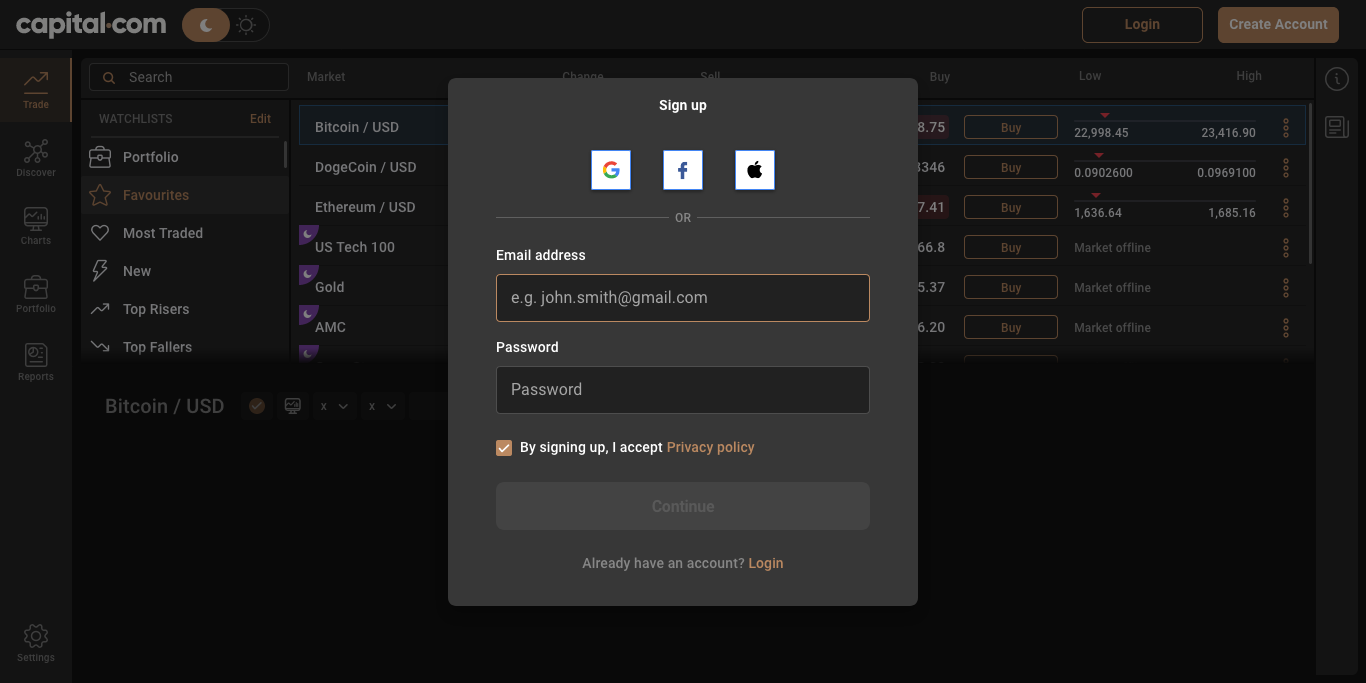 capital.com
Login
Create Account
Trade
Discover
Charts
Portfolio
Reports
Settings
Search
WATCHLISTS Edit
Portfolio
Favourites
Most Traded
New
Top Risers
Top Fallers
Market Change Sell Buy Low High
Bitcoin / USD 8.75 Buy 22,998.45 23,416.90
DogeCoin / USD 3346 Buy 0.0902600 0.0969100
Ethereum / USD 7.41 Buy 1,636.64 1,685.16
US Tech 100 66.8 Buy Market offline
Gold 5.37 Buy Market offline
AMC 6.20 Buy Market offline
Bitcoin / USD x x
Sign up
OR
Email address
e.g. john.smith@gmail.com
Password
Password
By signing up, I accept Privacy policy
Continue
Already have an account? Login